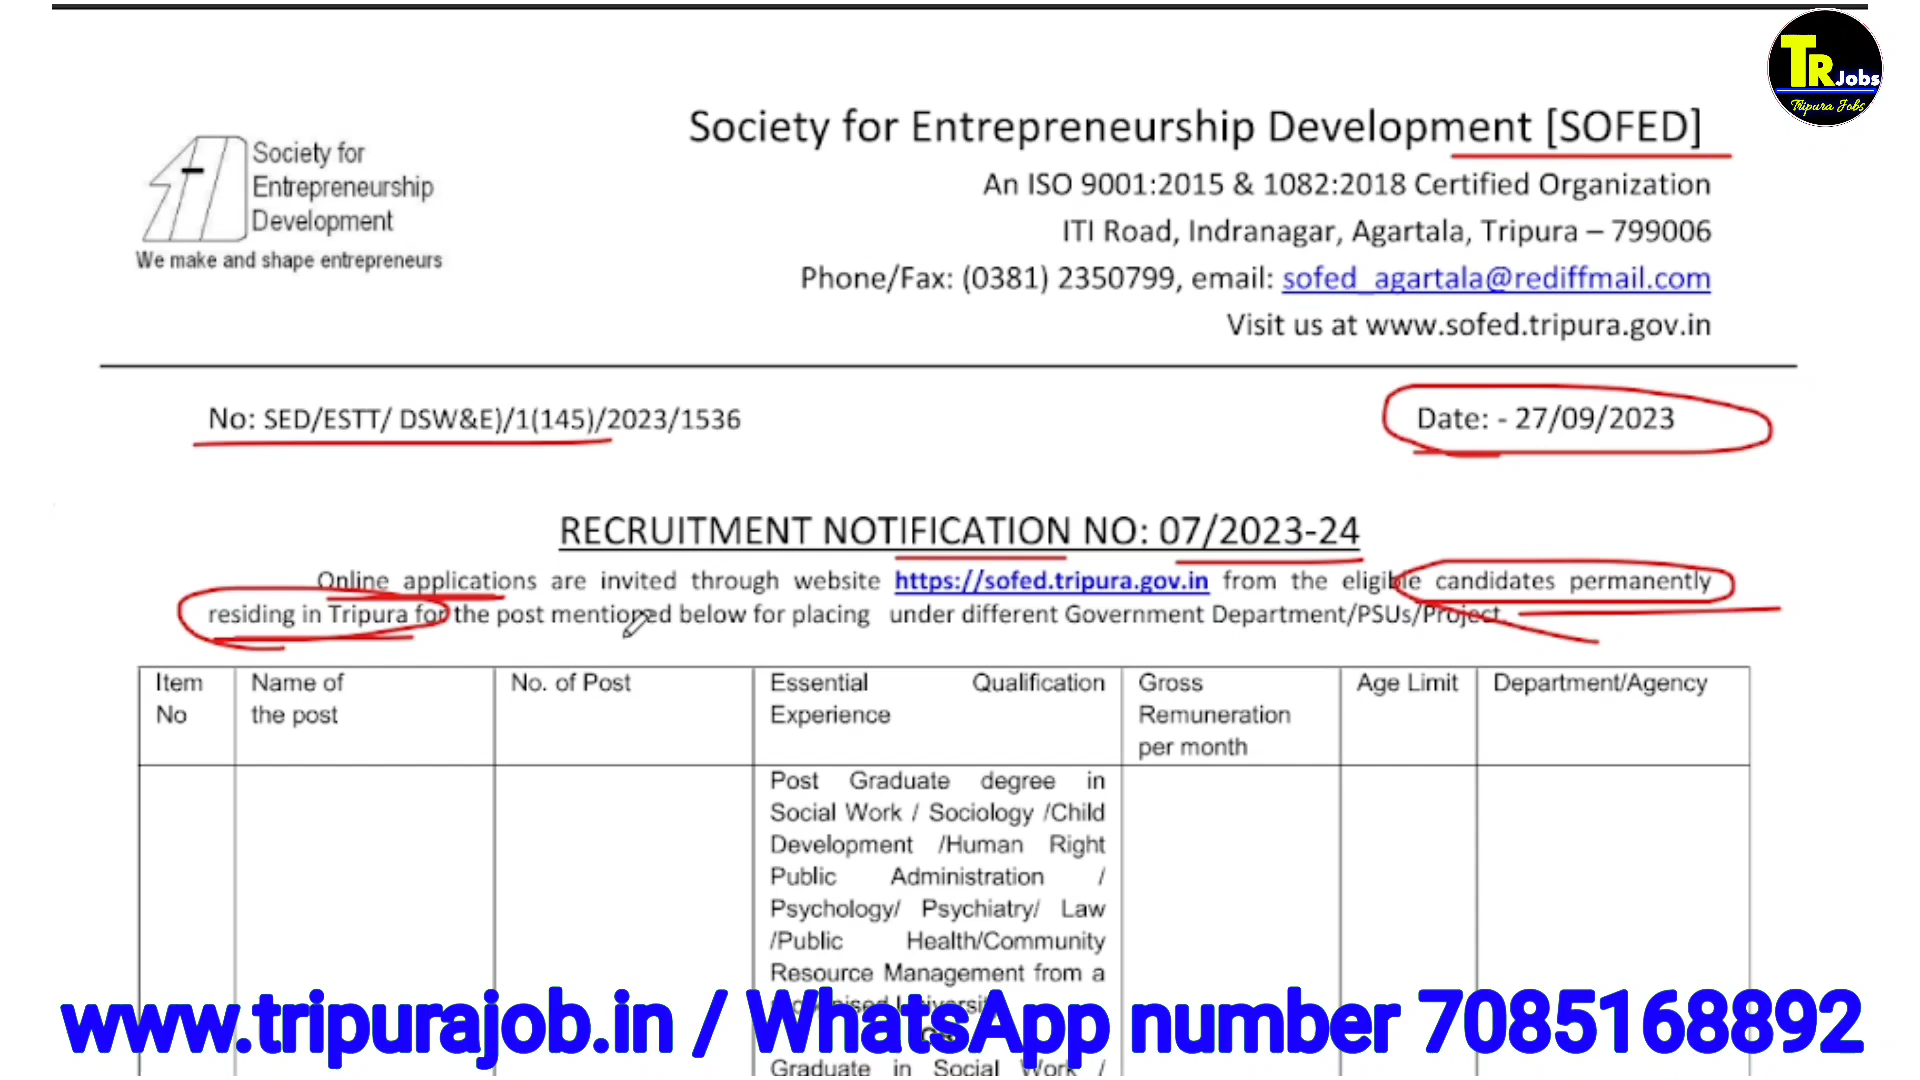 TR Jobs
Tripura Jobs
Society for
Entrepreneurship
Development
We make and shape entrepreneurs
Society for Entrepreneurship Development [SOFED]
An ISO 9001:2015 & 1082:2018 Certified Organization
ITI Road, Indranagar, Agartala, Tripura – 799006
Phone/Fax: (0381) 2350799, email: sofed_agartala@rediffmail.com
Visit us at www.sofed.tripura.gov.in
No: SED/ESTT/ DSW&E)/1(145)/2023/1536
Date: - 27/09/2023
RECRUITMENT NOTIFICATION NO: 07/2023-24
Online applications are invited through website https://sofed.tripura.gov.in from the eligible candidates permanently
residing in Tripura for the post mentioned below for placing under different Government Department/PSUs/Project.
Item No
Name of the post
No. of Post
Essential Qualification Experience
Gross Remuneration per month
Age Limit
Department/Agency
Post Graduate degree in
Social Work / Sociology /Child
Development /Human Right
Public Administration /
Psychology/ Psychiatry/ Law
/Public Health/Community
Resource Management from a
Graduate in Social Work /
www.tripurajob.in / WhatsApp number 7085168892